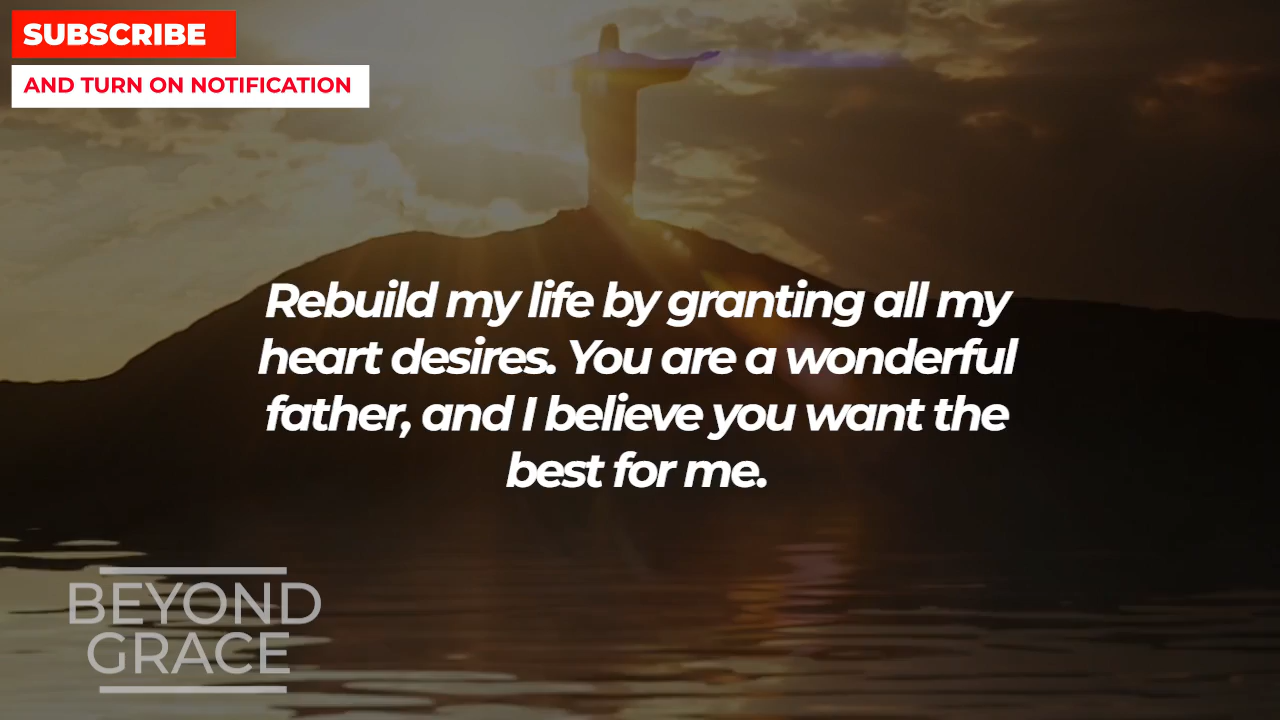 SUBSCRIBE
AND TURN ON NOTIFICATION
Rebuild my life by granting all my
heart desires. You are a wonderful
father, and I believe you want the
best for me.
BEYOND
GRACE